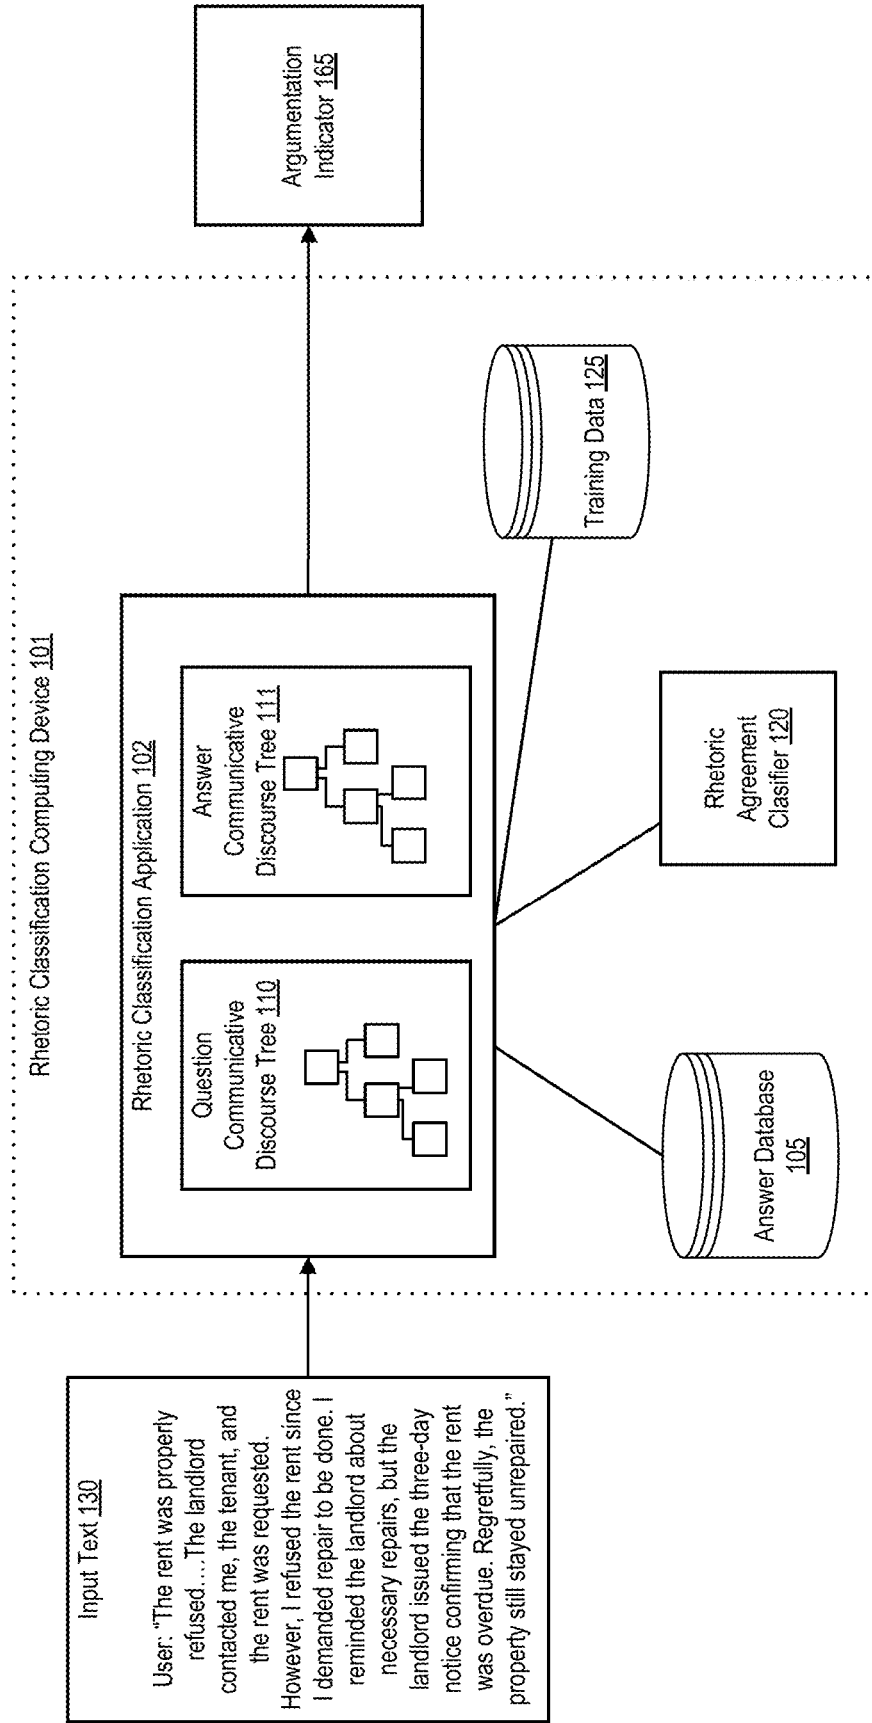 Input Text 130
User: “The rent was properly
refused....The landlord
contacted me, the tenant, and
the rent was requested.
However, I refused the rent since
I demanded repair to be done. I
reminded the landlord about
necessary repairs, but the
landlord issued the three-day
notice confirming that the rent
was overdue. Regretfully, the
property still stayed unrepaired.”
Rhetoric Classification Computing Device 101
Rhetoric Classification Application 102
Question
Communicative
Discourse Tree 110
Answer
Communicative
Discourse Tree 111
Answer Database
105
Rhetoric
Agreement
Clasifier 120
Training Data 125
Argumentation
Indicator 165